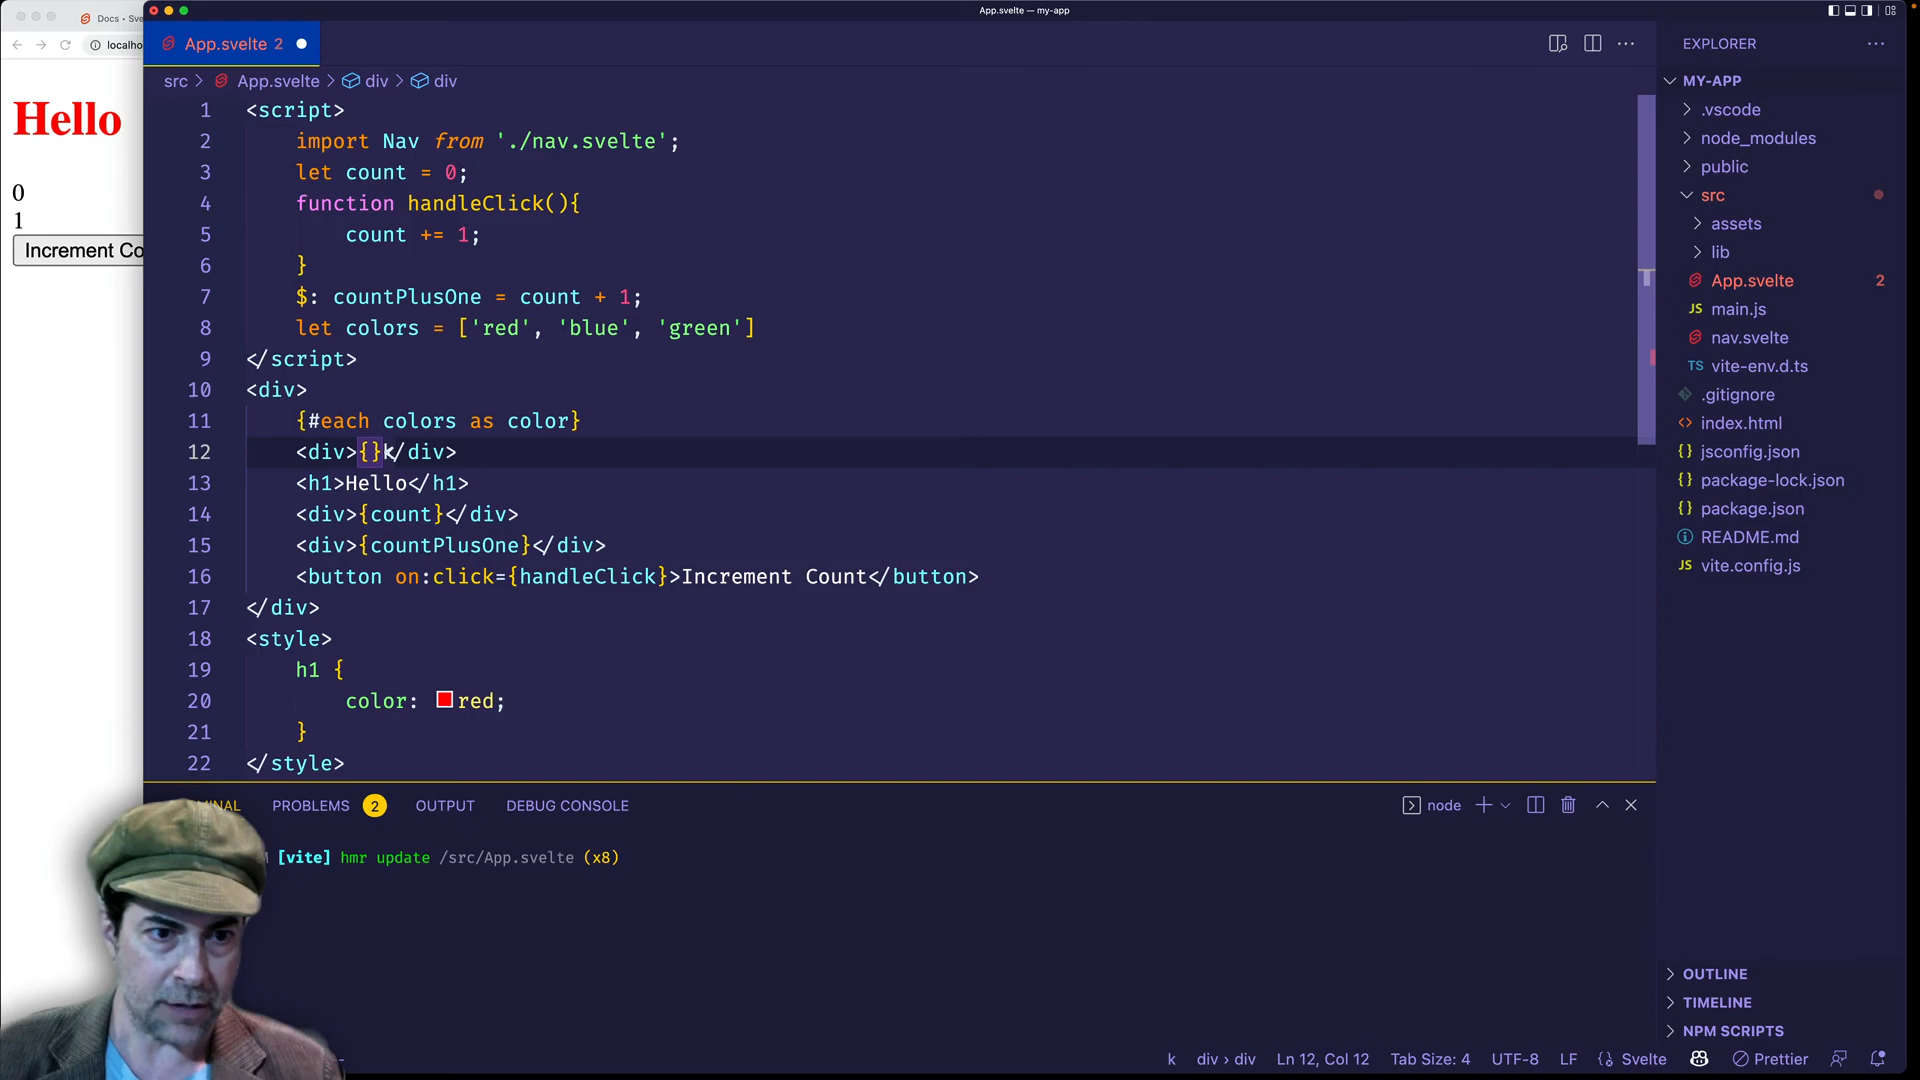 App.svelte — my-app
Docs • Sve
App.svelte 2
localho
src > App.svelte > div > div
Hello
0
1
Increment Co
1 <script>
2 import Nav from './nav.svelte';
3 let count = 0;
4 function handleClick(){
5 count += 1;
6 }
7 $: countPlusOne = count + 1;
8 let colors = ['red', 'blue', 'green']
9 </script>
10 <div>
11 {#each colors as color}
12 <div>{}k/div>
13 <h1>Hello</h1>
14 <div>{count}</div>
15 <div>{countPlusOne}</div>
16 <button on:click={handleClick}>Increment Count</button>
17 </div>
18 <style>
19 h1 {
20 color: red;
21 }
22 </style>
EXPLORER
MY-APP
.vscode
node_modules
public
src
assets
lib
App.svelte 2
JS main.js
nav.svelte
TS vite-env.d.ts
.gitignore
<> index.html
{} jsconfig.json
{} package-lock.json
{} package.json
README.md
JS vite.config.js
OUTLINE
TIMELINE
NPM SCRIPTS
PROBLEMS 2 OUTPUT DEBUG CONSOLE
node
[vite] hmr update /src/App.svelte (x8)
k div > div Ln 12, Col 12 Tab Size: 4 UTF-8 LF {} Svelte Prettier